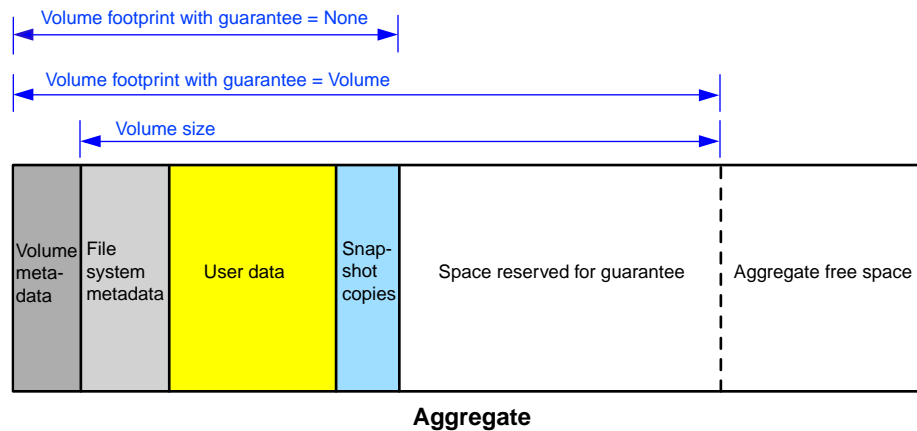 Volume footprint with guarantee = None
Volume footprint with guarantee = Volume
Volume size
Volume
meta-
data
File
system
metadata
User data
Snap-
shot
copies
Space reserved for guarantee
Aggregate free space
Aggregate